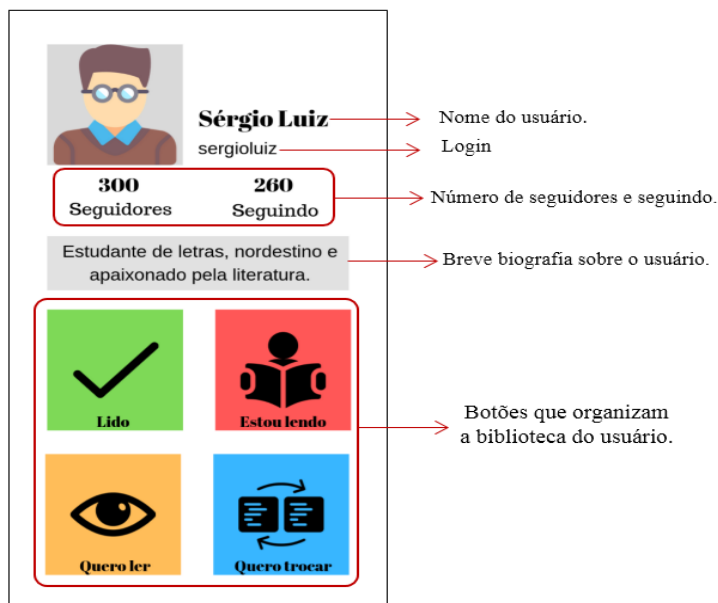 Sérgio Luiz
Nome do usuário.
sergioluiz
Login
300
260
Seguidores
Seguindo
Número de seguidores e seguindo.
Estudante de letras, nordestino e
apaixonado pela literatura.
Breve biografia sobre o usuário.
Lido
Estou lendo
Botões que organizam
a biblioteca do usuário.
Quero ler
Quero trocar